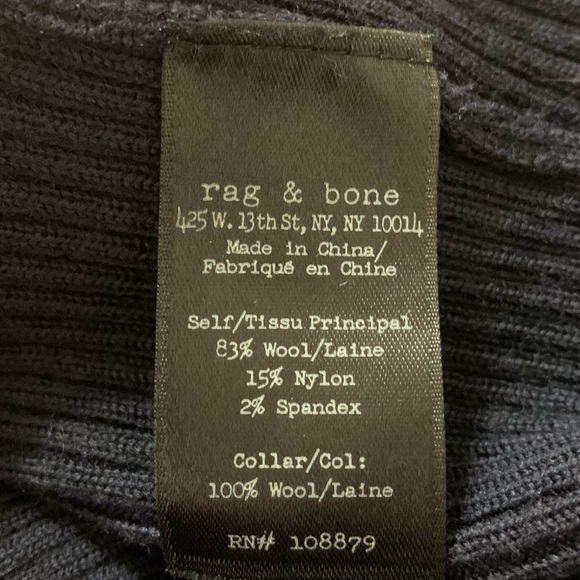 rag & bone
425 W. 13th St, NY, NY 10014
Made in China/
Fabriqué en Chine
Self/Tissu Principal
83% Wool/Laine
15% Nylon
2% Spandex
Collar/Col:
100% Wool/Laine
RN# 108879